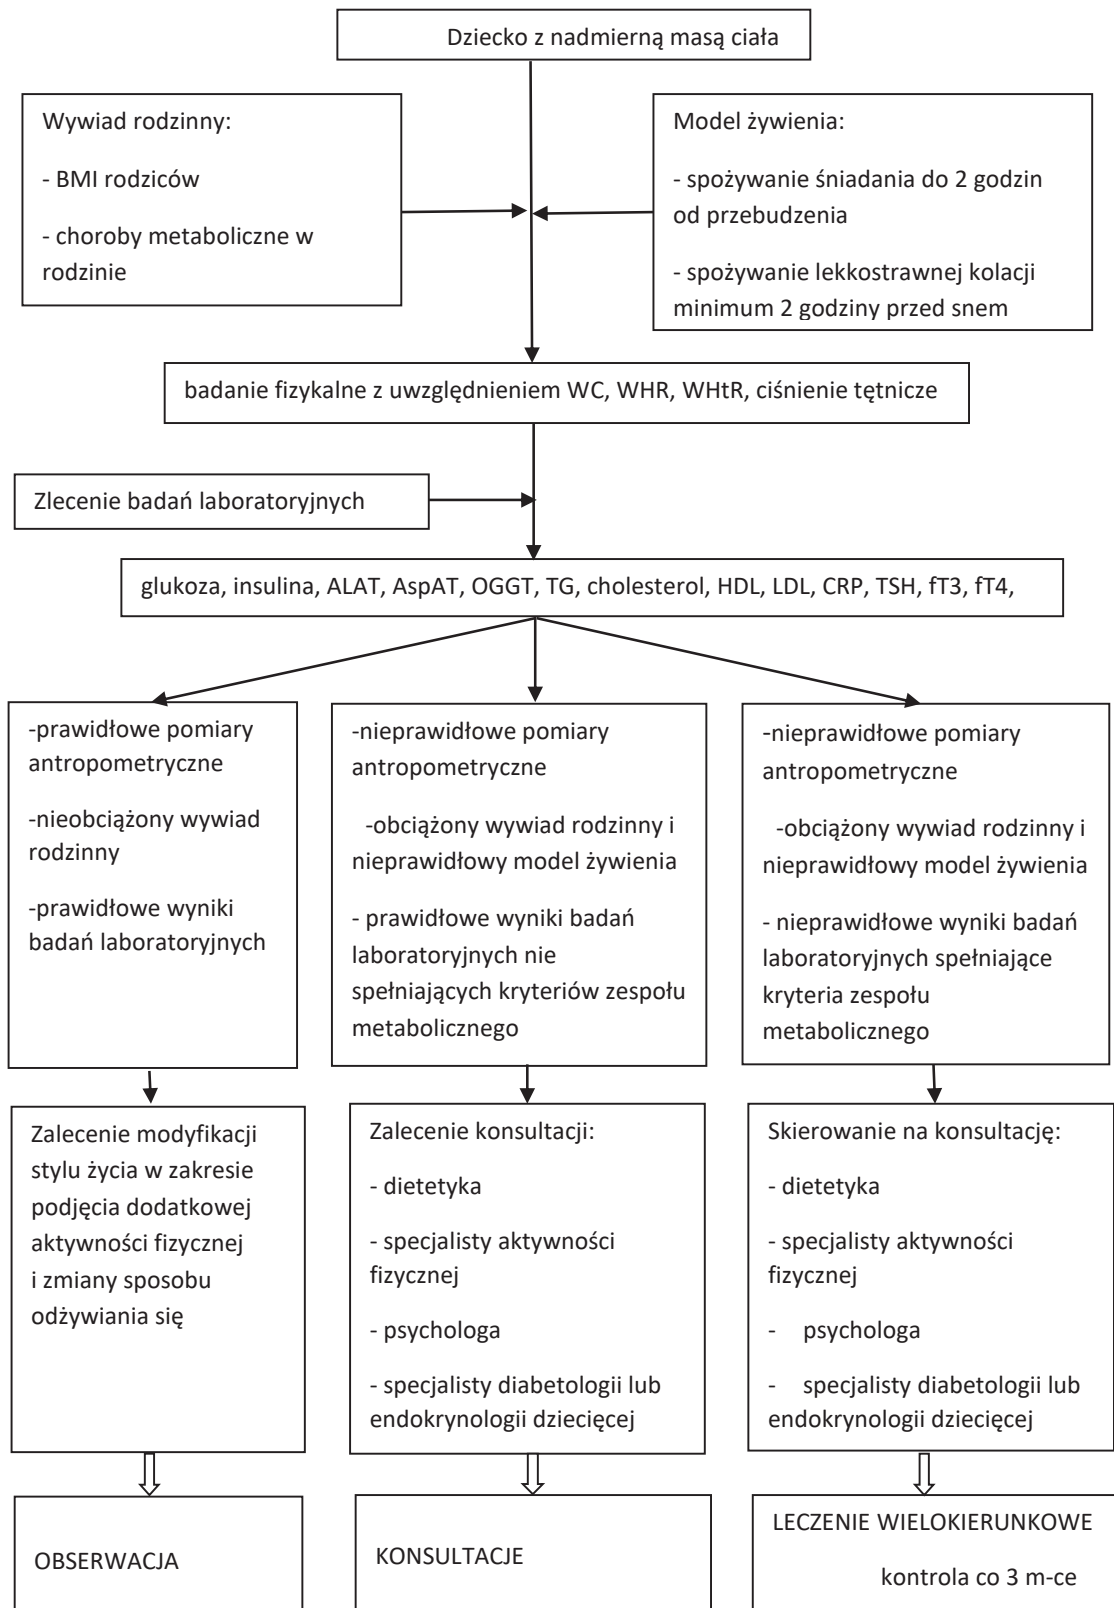 Dziecko z nadmierną masą ciała
Wywiad rodzinny:
- BMI rodziców
- choroby metaboliczne w
rodzinie
Model żywienia:
- spożywanie śniadania do 2 godzin
od przebudzenia
- spożywanie lekkostrawnej kolacji
minimum 2 godziny przed snem
badanie fizykalne z uwzględnieniem WC, WHR, WHtR, ciśnienie tętnicze
Zlecenie badań laboratoryjnych
glukoza, insulina, ALAT, AspAT, OGGT, TG, cholesterol, HDL, LDL, CRP, TSH, fT3, fT4,
-prawidłowe pomiary
antropometryczne
-nieobciążony wywiad
rodzinny
-prawidłowe wyniki
badań laboratoryjnych
-nieprawidłowe pomiary
antropometryczne
-obciążony wywiad rodzinny i
nieprawidłowy model żywienia
- prawidłowe wyniki badań
laboratoryjnych nie
spełniających kryteriów zespołu
metabolicznego
-nieprawidłowe pomiary
antropometryczne
-obciążony wywiad rodzinny i
nieprawidłowy model żywienia
- nieprawidłowe wyniki badań
laboratoryjnych spełniające
kryteria zespołu
metabolicznego
Zalecenie modyfikacji
stylu życia w zakresie
podjęcia dodatkowej
aktywności fizycznej
i zmiany sposobu
odżywiania się
Zalecenie konsultacji:
- dietetyka
- specjalisty aktywności
fizycznej
- psychologa
- specjalisty diabetologii lub
endokrynologii dziecięcej
Skierowanie na konsultację:
- dietetyka
- specjalisty aktywności
fizycznej
- psychologa
- specjalisty diabetologii lub
endokrynologii dziecięcej
OBSERWACJA
KONSULTACJE
LECZENIE WIELOKIERUNKOWE
kontrola co 3 m-ce